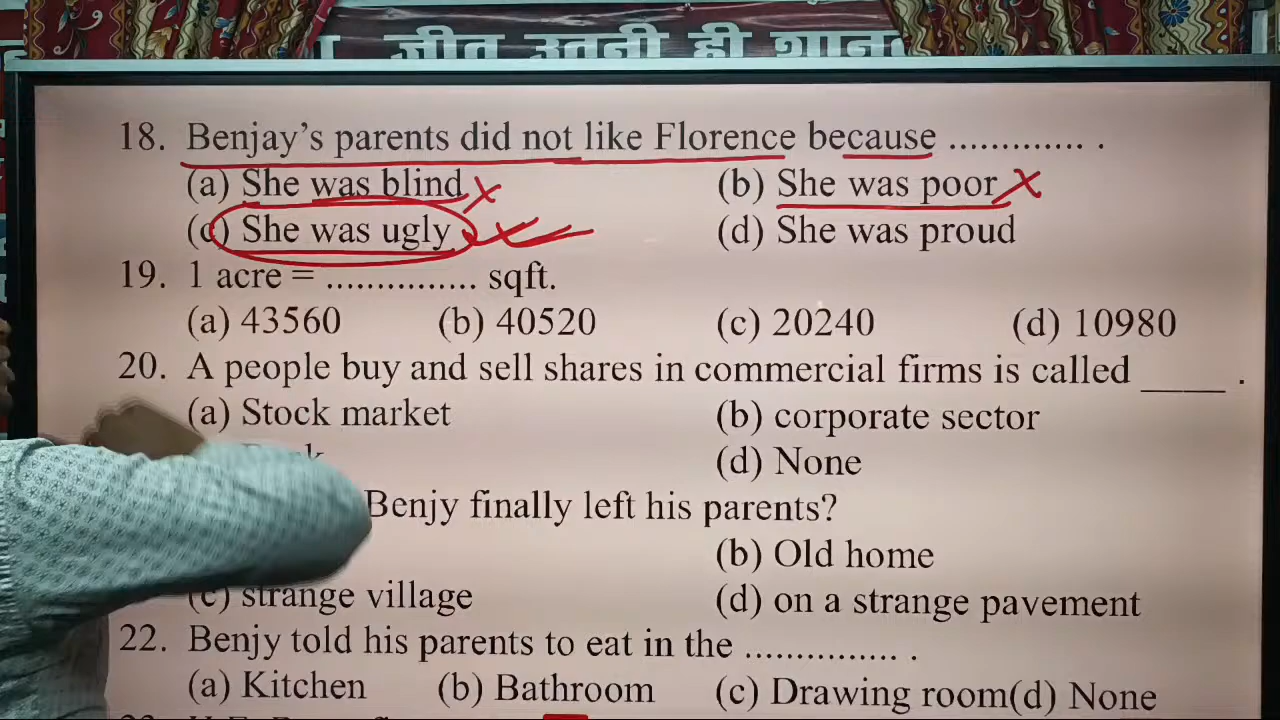 जीत उतनी ही शान
18. Benjay’s parents did not like Florence because ............. .
(a) She was blind (b) She was poor
(c) She was ugly (d) She was proud
19. 1 acre = ............... sqft.
(a) 43560 (b) 40520 (c) 20240 (d) 10980
20. A people buy and sell shares in commercial firms is called ____ .
(a) Stock market (b) corporate sector
(d) None
Benjy finally left his parents?
(b) Old home
(c) strange village (d) on a strange pavement
22. Benjy told his parents to eat in the ............... .
(a) Kitchen (b) Bathroom (c) Drawing room(d) None